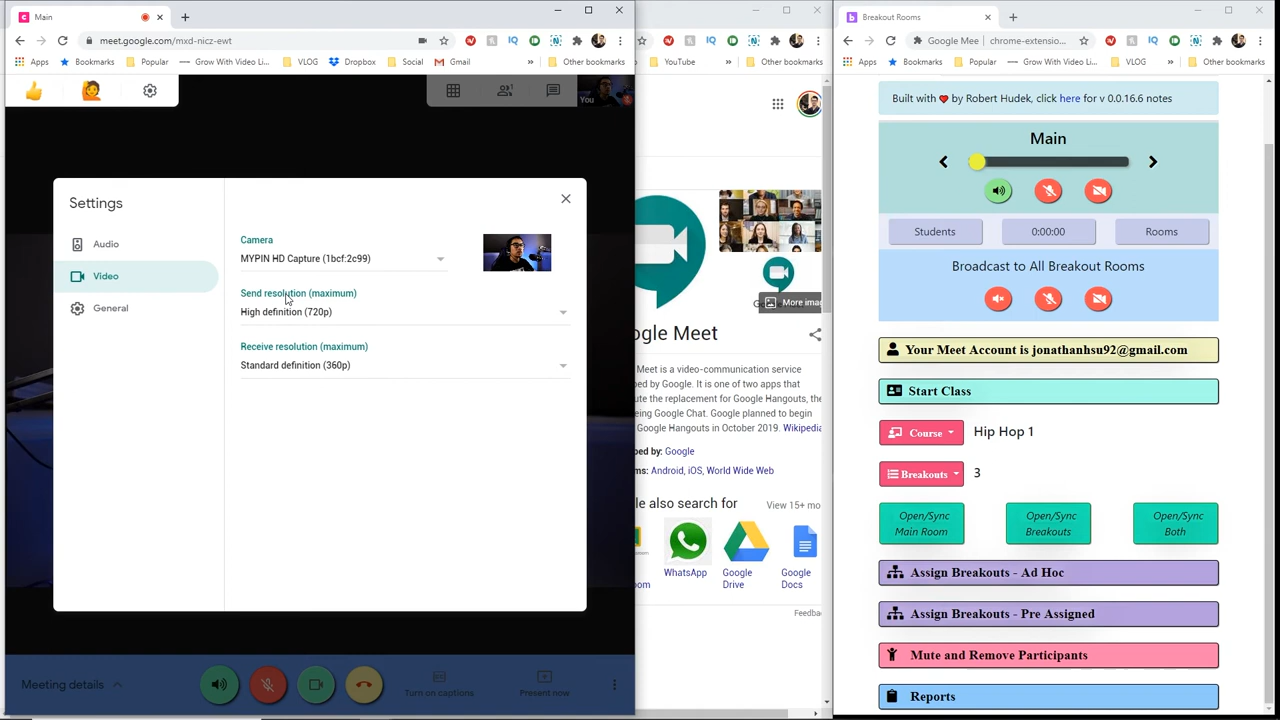 Main
meet.google.com/mxd-nicz-ewt
Apps
Bookmarks
Popular
Grow With Video Li...
VLOG
Dropbox
Social
Gmail
»
Other bookmarks
You
Settings
Audio
Video
General
Camera
MYPIN HD Capture (1bcf:2c99)
Send resolution (maximum)
High definition (720p)
Receive resolution (maximum)
Standard definition (360p)
Meeting details
Turn on captions
Present now
YouTube
»
Other bookmarks
More imag
ogle Meet
Meet is a video-communication service
ped by Google. It is one of two apps that
ute the replacement for Google Hangouts, the
eing Google Chat. Google planned to begin
Google Hangouts in October 2019. Wikipedia
ped by: Google
ms: Android, iOS, World Wide Web
le also search for
View 15+ mo
oom
WhatsApp
Google
Drive
Google
Docs
Feedba
Breakout Rooms
Google Mee
chrome-extensio...
Apps
Bookmarks
Popular
Grow With Video Li...
VLOG
»
Other bookmarks
Built with ❤ by Robert Hudek, click here for v 0.0.16.6 notes
Main
Students
0:00:00
Rooms
Broadcast to All Breakout Rooms
Your Meet Account is jonathanhsu92@gmail.com
Start Class
Course
Hip Hop 1
Breakouts
3
Open/Sync
Main Room
Open/Sync
Breakouts
Open/Sync
Both
Assign Breakouts - Ad Hoc
Assign Breakouts - Pre Assigned
Mute and Remove Participants
Reports